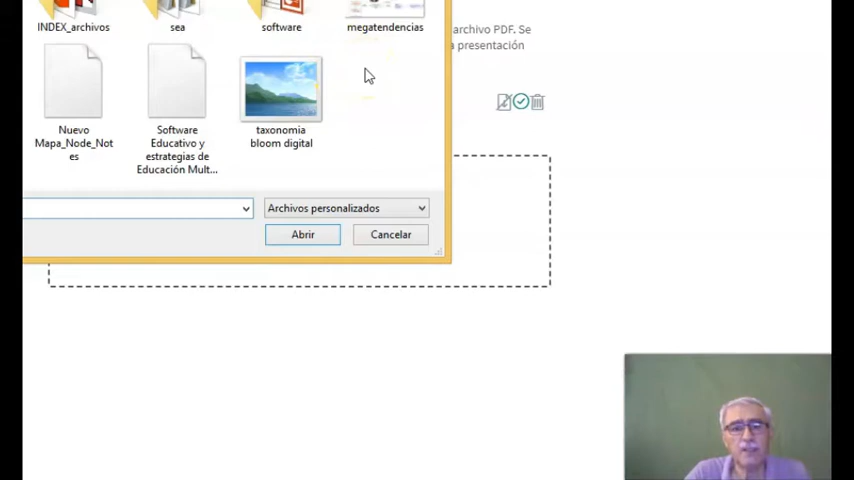 INDEX_archivos
sea
software
megatendencias
archivo PDF. Se
a presentación
Nuevo
Mapa_Node_Not
es
Software
Educativo y
estrategias de
Educación Mult...
taxonomia
bloom digital
Archivos personalizados
Abrir
Cancelar